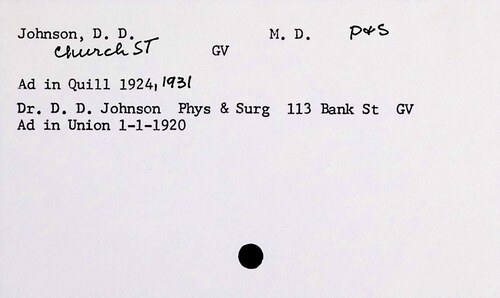 Johnson, D. D. M. D. P&S
Church ST GV
Ad in Quill 1924, 1931
Dr. D. D. Johnson Phys & Surg 113 Bank St GV
Ad in Union 1-1-1920